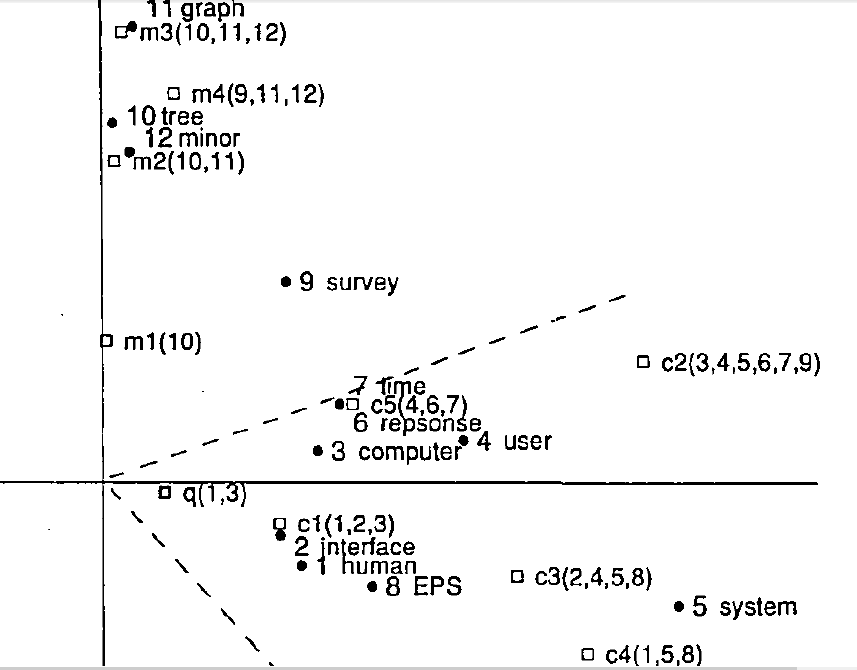 11 graph
m3(10,11,12)
m4(9,11,12)
10 tree
12 minor
m2(10,11)
9 survey
m1(10)
c2(3,4,5,6,7,9)
7 time
c5(4,6,7)
6 repsonse
4 user
3 computer
q(1,3)
c1(1,2,3)
2 interface
1 human
8 EPS
c3(2,4,5,8)
5 system
c4(1,5,8)